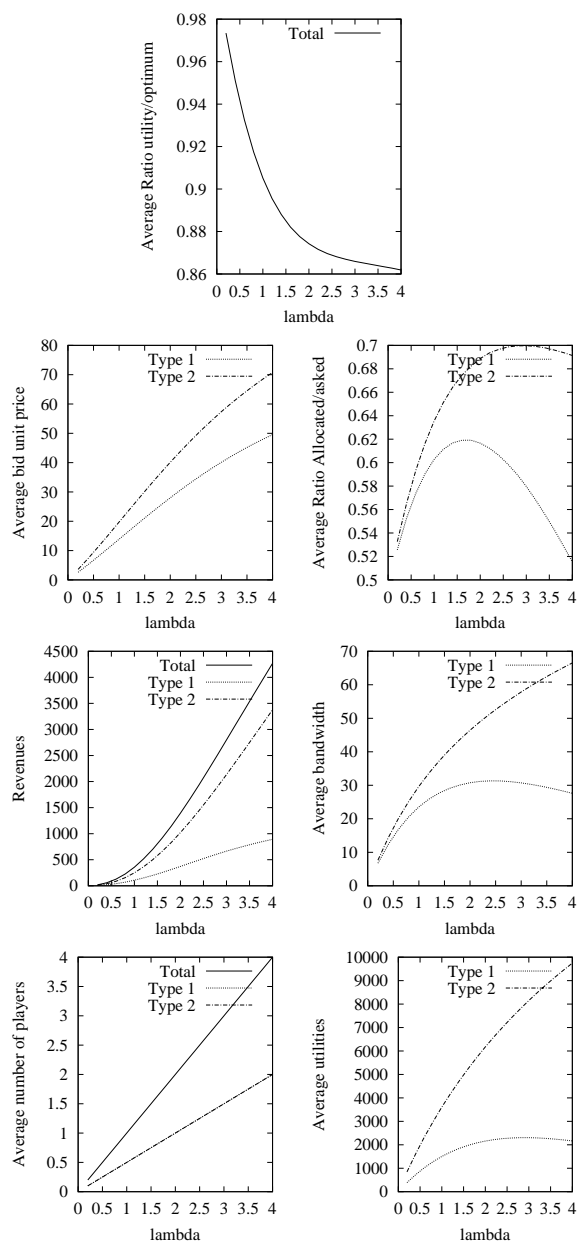 Average Ratio utility/optimum
0.98
0.96
0.94
0.92
0.9
0.88
0.86
Total
0 0.5 1 1.5 2 2.5 3 3.5 4
lambda
Average bid unit price
80
70
60
50
40
30
20
10
0
Type 1
Type 2
0 0.5 1 1.5 2 2.5 3 3.5 4
lambda
Average Ratio Allocated/asked
0.7
0.68
0.66
0.64
0.62
0.6
0.58
0.56
0.54
0.52
0.5
Type 1
Type 2
0 0.5 1 1.5 2 2.5 3 3.5 4
lambda
Revenues
4500
4000
3500
3000
2500
2000
1500
1000
500
0
Total
Type 1
Type 2
0 0.5 1 1.5 2 2.5 3 3.5 4
lambda
Average bandwidth
70
60
50
40
30
20
10
0
Type 1
Type 2
0 0.5 1 1.5 2 2.5 3 3.5 4
lambda
Average number of players
4
3.5
3
2.5
2
1.5
1
0.5
0
Total
Type 1
Type 2
0 0.5 1 1.5 2 2.5 3 3.5 4
lambda
Average utilities
10000
9000
8000
7000
6000
5000
4000
3000
2000
1000
0
Type 1
Type 2
0 0.5 1 1.5 2 2.5 3 3.5 4
lambda